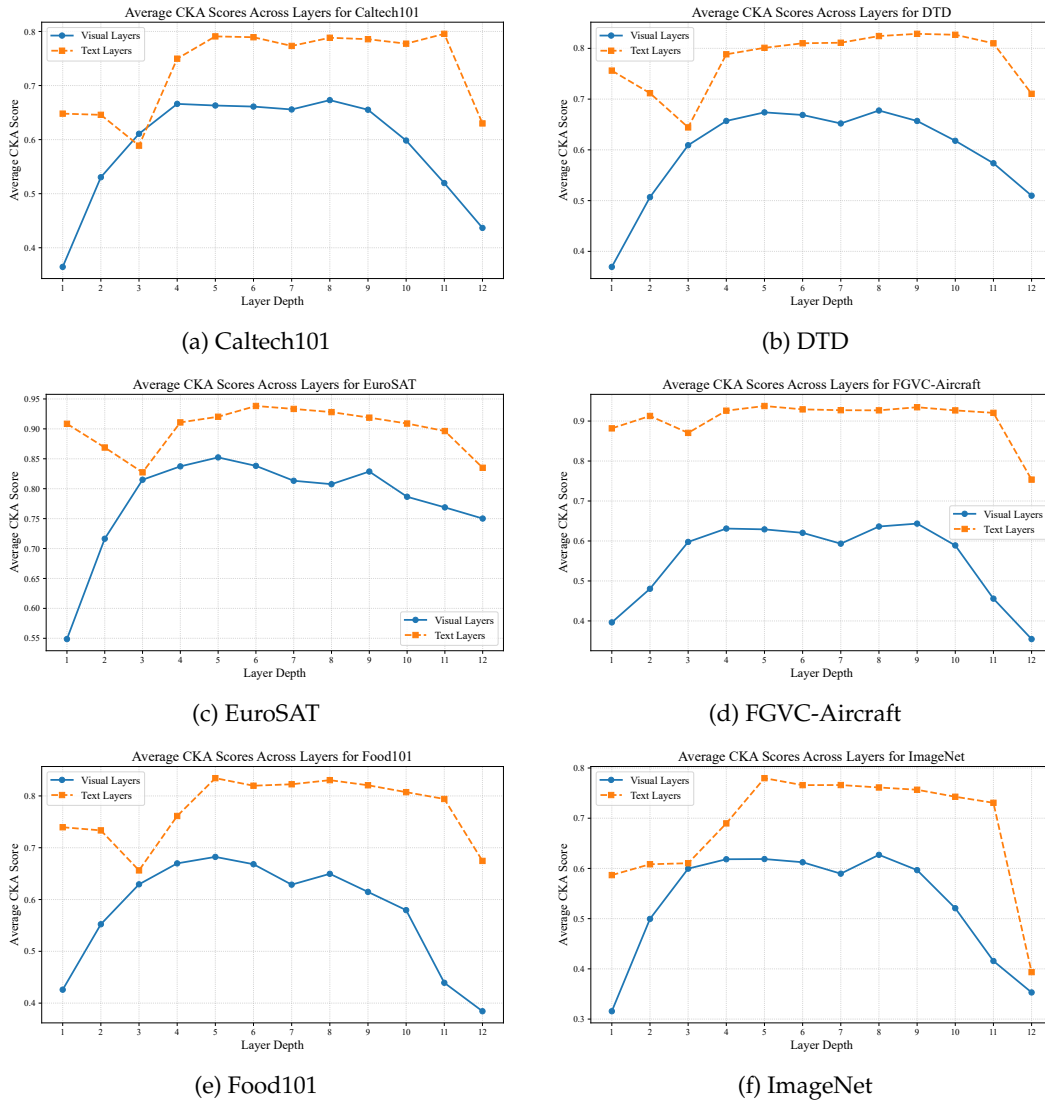 Average CKA Scores Across Layers for Caltech101
Visual Layers
Text Layers
Average CKA Score
0.8
0.7
0.6
0.5
0.4
1 2 3 4 5 6 7 8 9 10 11 12
Layer Depth
(a) Caltech101
Average CKA Scores Across Layers for DTD
Visual Layers
Text Layers
Average CKA Score
0.8
0.7
0.6
0.5
0.4
1 2 3 4 5 6 7 8 9 10 11 12
Layer Depth
(b) DTD
Average CKA Scores Across Layers for EuroSAT
Average CKA Score
0.95
0.90
0.85
0.80
0.75
0.70
0.65
0.60
0.55
Visual Layers
Text Layers
1 2 3 4 5 6 7 8 9 10 11 12
Layer Depth
(c) EuroSAT
Average CKA Scores Across Layers for FGVC-Aircraft
Average CKA Score
0.9
0.8
0.7
0.6
0.5
0.4
Visual Layers
Text Layers
1 2 3 4 5 6 7 8 9 10 11 12
Layer Depth
(d) FGVC-Aircraft
Average CKA Scores Across Layers for Food101
Visual Layers
Text Layers
Average CKA Score
0.8
0.7
0.6
0.5
0.4
1 2 3 4 5 6 7 8 9 10 11 12
Layer Depth
(e) Food101
Average CKA Scores Across Layers for ImageNet
Visual Layers
Text Layers
Average CKA Score
0.8
0.7
0.6
0.5
0.4
0.3
1 2 3 4 5 6 7 8 9 10 11 12
Layer Depth
(f) ImageNet